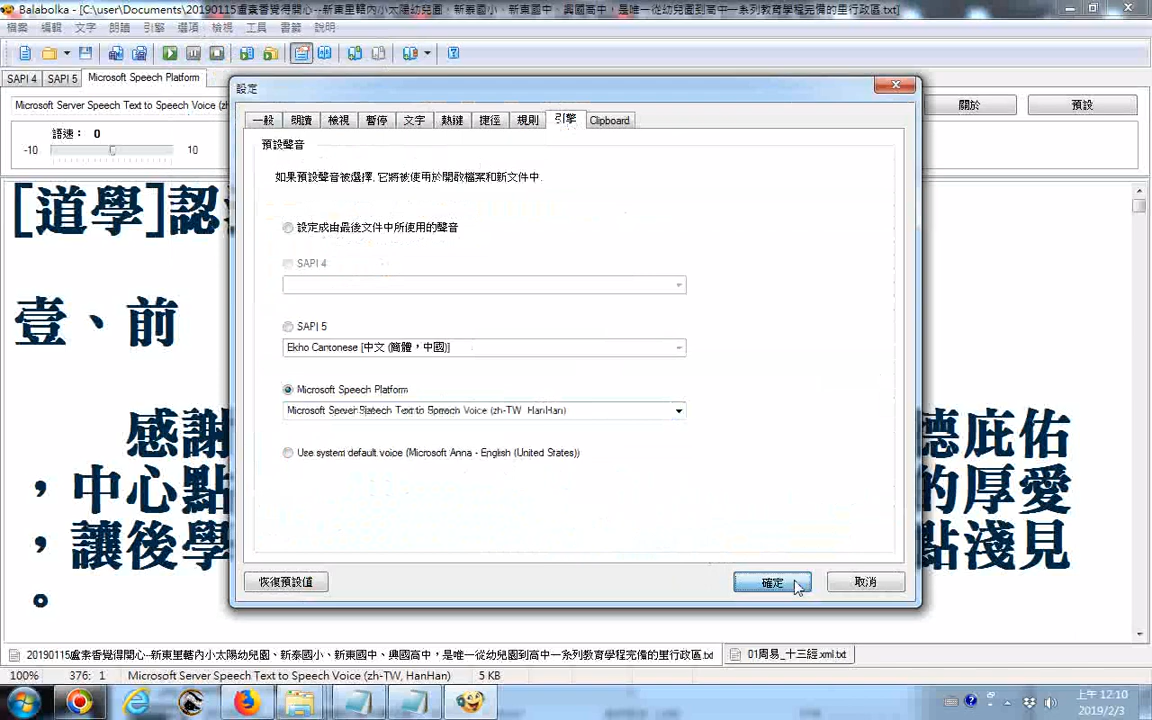 Balabolka - [C:\user\Documents\20190115盧素香覺得開心--新東里轄內小太陽幼兒園、新泰國小、新東國中、興國高中，是唯一從幼兒園到高中一系列教育學程完備的里行政區.txt]
檔案 編輯 文字 朗讀 引擎 選項 檢視 工具 書籤 說明
SAPI 4 SAPI 5 Microsoft Speech Platform
設定
Microsoft Server Speech Text to Speech Voice (zh
關於 預設
一般 朗讀 檢視 暫停 文字 熱鍵 捷徑 規則 引擎 Clipboard
語速： 0
-10 10
預設聲音
如果預設聲音被選擇, 它將被使用於開啟檔案和新文件中.
設定成由最後文件中所使用的聲音
SAPI 4
SAPI 5
Ekho Cantonese [中文 (簡體，中國)]
Microsoft Speech Platform
Microsoft Server Speech Text to Speech Voice (zh-TW, HanHan)
Use system default voice (Microsoft Anna - English (United States))
恢復預設值 確定 取消
[道學]認
壹、前
感謝 德庇佑
，中心點 的厚愛
，讓後學 點淺見
。
20190115盧素香覺得開心--新東里轄內小太陽幼兒園、新泰國小、新東國中、興國高中，是唯一從幼兒園到高中一系列教育學程完備的里行政區.txt 01周易_十三經.xml.txt
100% 376: 1 Microsoft Server Speech Text to Speech Voice (zh-TW, HanHan) 5 KB
上午 12:10
2019/2/3